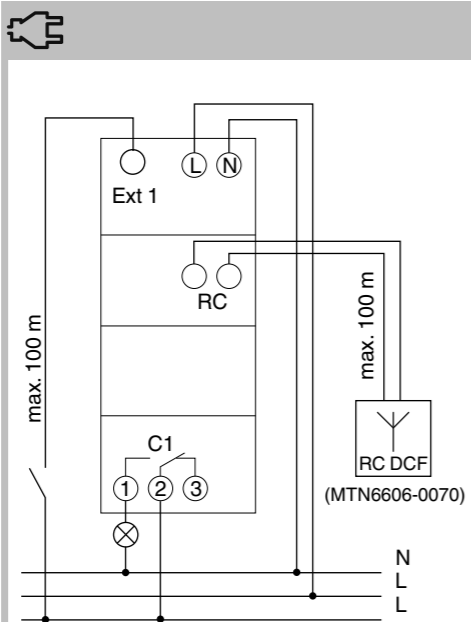 L N
Ext 1
RC
max. 100 m
max. 100 m
C1
1 2 3
RC DCF
(MTN6606-0070)
N
L
L